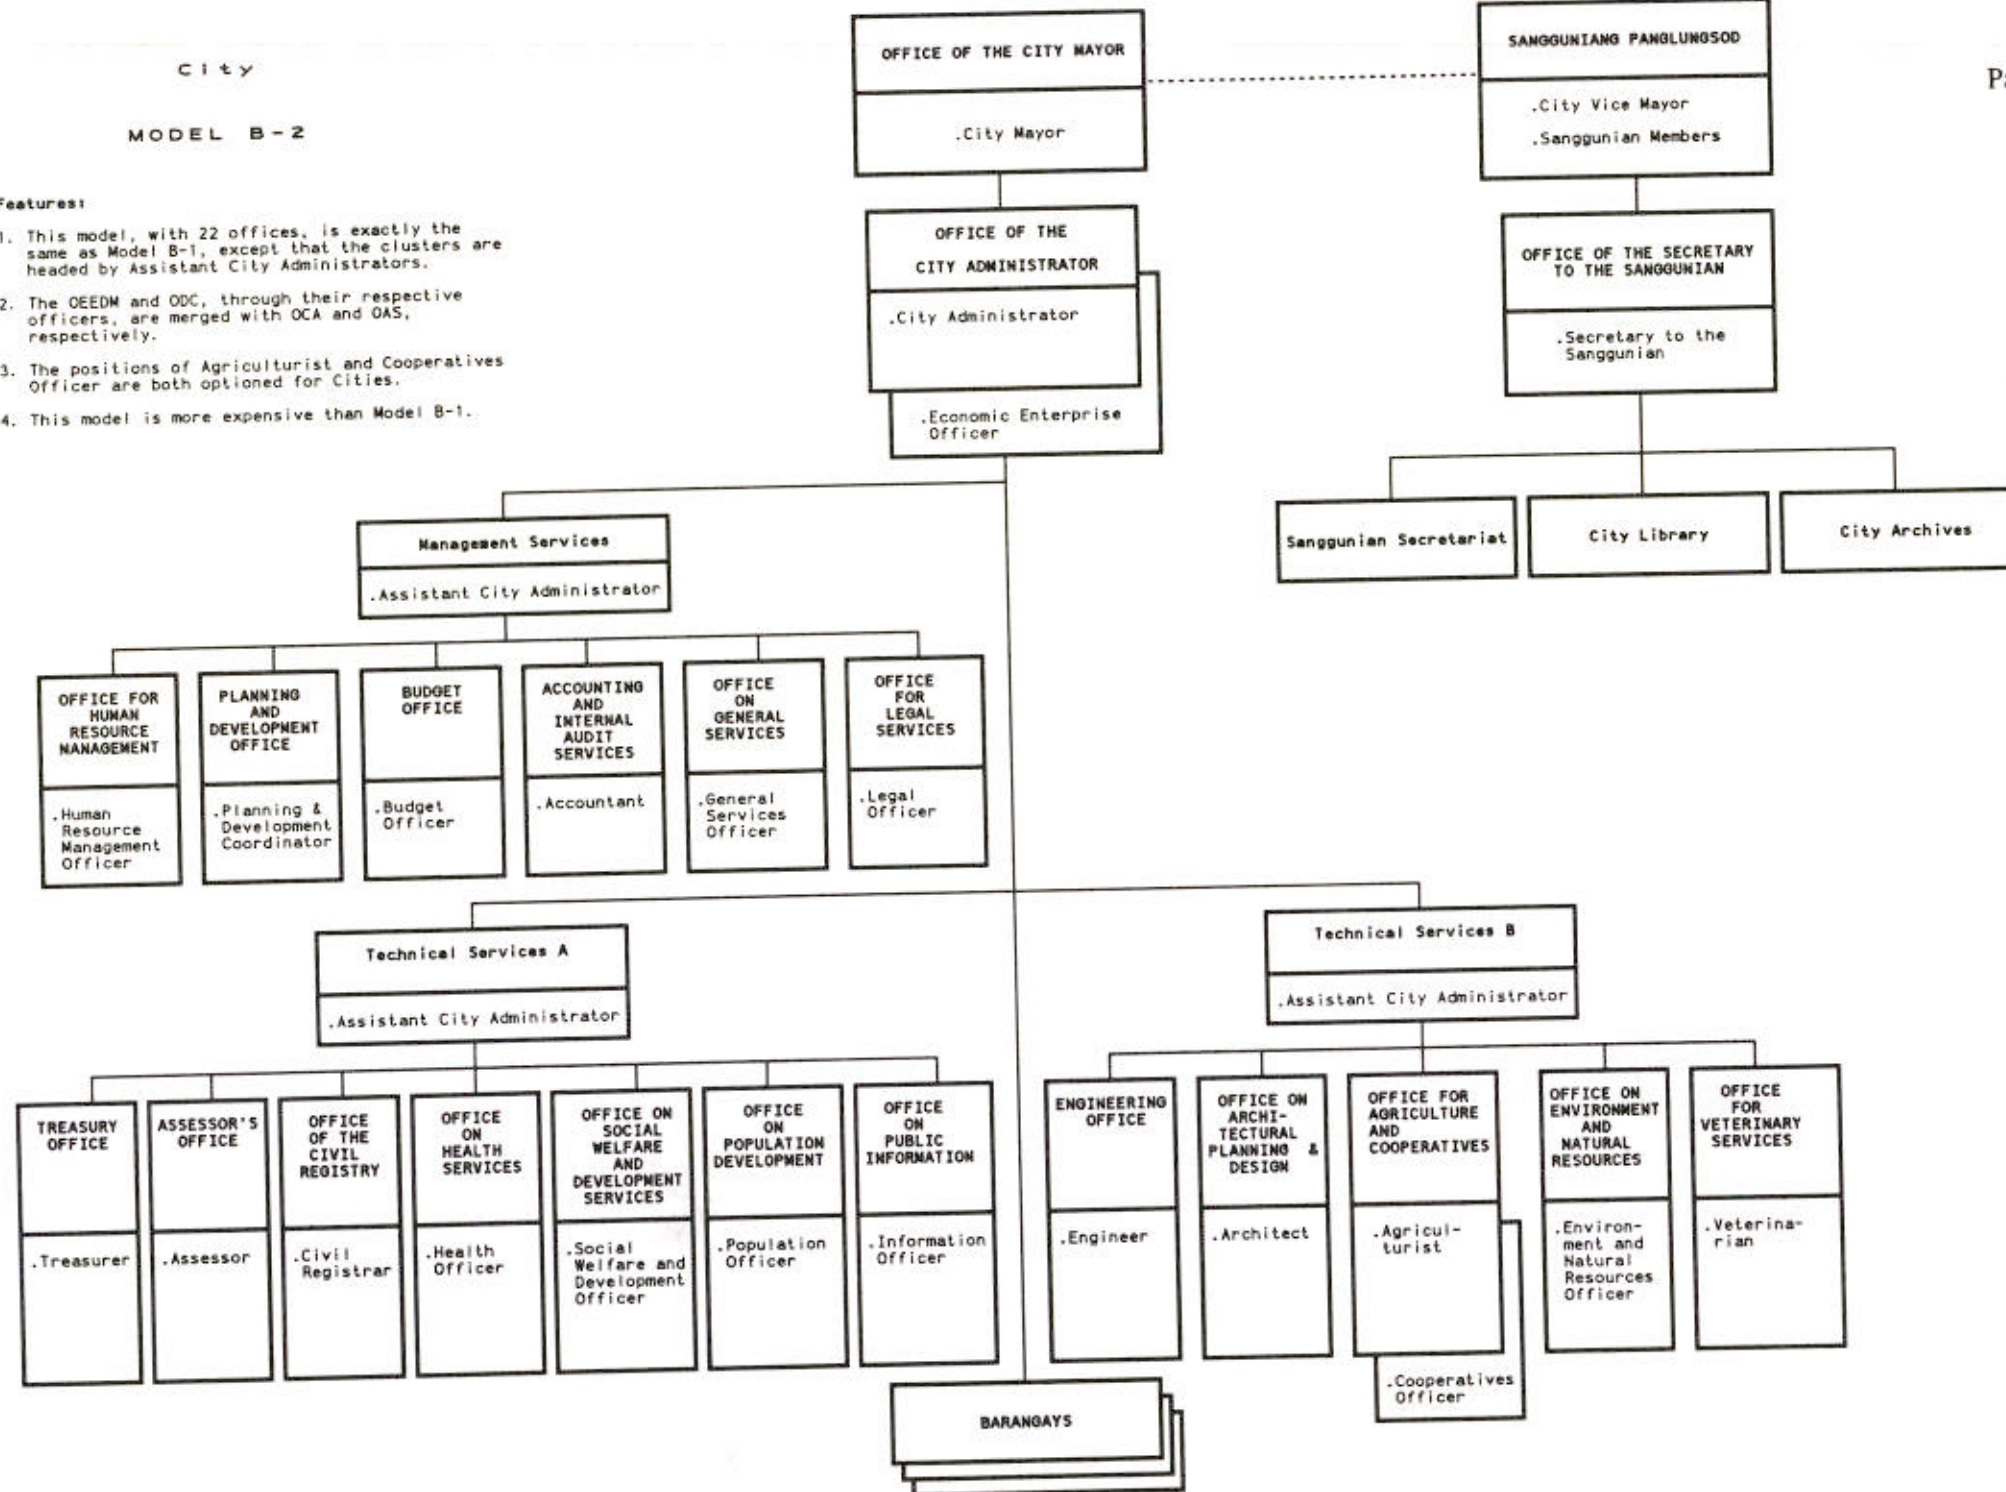 City
MODEL B-2
Features:
1. This model, with 22 offices, is exactly the
same as Model B-1, except that the clusters are
headed by Assistant City Administrators.
2. The OEEDM and ODC, through their respective
officers, are merged with OCA and OAS,
respectively.
3. The positions of Agriculturist and Cooperatives
Officer are both optioned for Cities.
4. This model is more expensive than Model B-1.
OFFICE OF THE CITY MAYOR
.City Mayor
SANGGUNIANG PANGLUNGSOD
.City Vice Mayor
.Sanggunian Members
Pa
OFFICE OF THE
CITY ADMINISTRATOR
.City Administrator
.Economic Enterprise
Officer
OFFICE OF THE SECRETARY
TO THE SANGGUNIAN
.Secretary to the
Sanggunian
Sanggunian Secretariat
City Library
City Archives
Management Services
.Assistant City Administrator
OFFICE FOR
HUMAN
RESOURCE
MANAGEMENT
.Human
Resource
Management
Officer
PLANNING
AND
DEVELOPMENT
OFFICE
.Planning &
Development
Coordinator
BUDGET
OFFICE
.Budget
Officer
ACCOUNTING
AND
INTERNAL
AUDIT
SERVICES
.Accountant
OFFICE
ON
GENERAL
SERVICES
.General
Services
Officer
OFFICE
FOR
LEGAL
SERVICES
.Legal
Officer
Technical Services A
.Assistant City Administrator
Technical Services B
.Assistant City Administrator
TREASURY
OFFICE
.Treasurer
ASSESSOR'S
OFFICE
.Assessor
OFFICE
OF THE
CIVIL
REGISTRY
.Civil
Registrar
OFFICE
ON
HEALTH
SERVICES
.Health
Officer
OFFICE ON
SOCIAL
WELFARE
AND
DEVELOPMENT
SERVICES
.Social
Welfare and
Development
Officer
OFFICE
ON
POPULATION
DEVELOPMENT
.Population
Officer
OFFICE
ON
PUBLIC
INFORMATION
.Information
Officer
ENGINEERING
OFFICE
.Engineer
OFFICE ON
ARCHI-
TECTURAL
PLANNING &
DESIGN
.Architect
OFFICE FOR
AGRICULTURE
AND
COOPERATIVES
.Agricul-
turist
.Cooperatives
Officer
OFFICE ON
ENVIRONMENT
AND
NATURAL
RESOURCES
.Environ-
ment and
Natural
Resources
Officer
OFFICE
FOR
VETERINARY
SERVICES
.Veterina-
rian
BARANGAYS